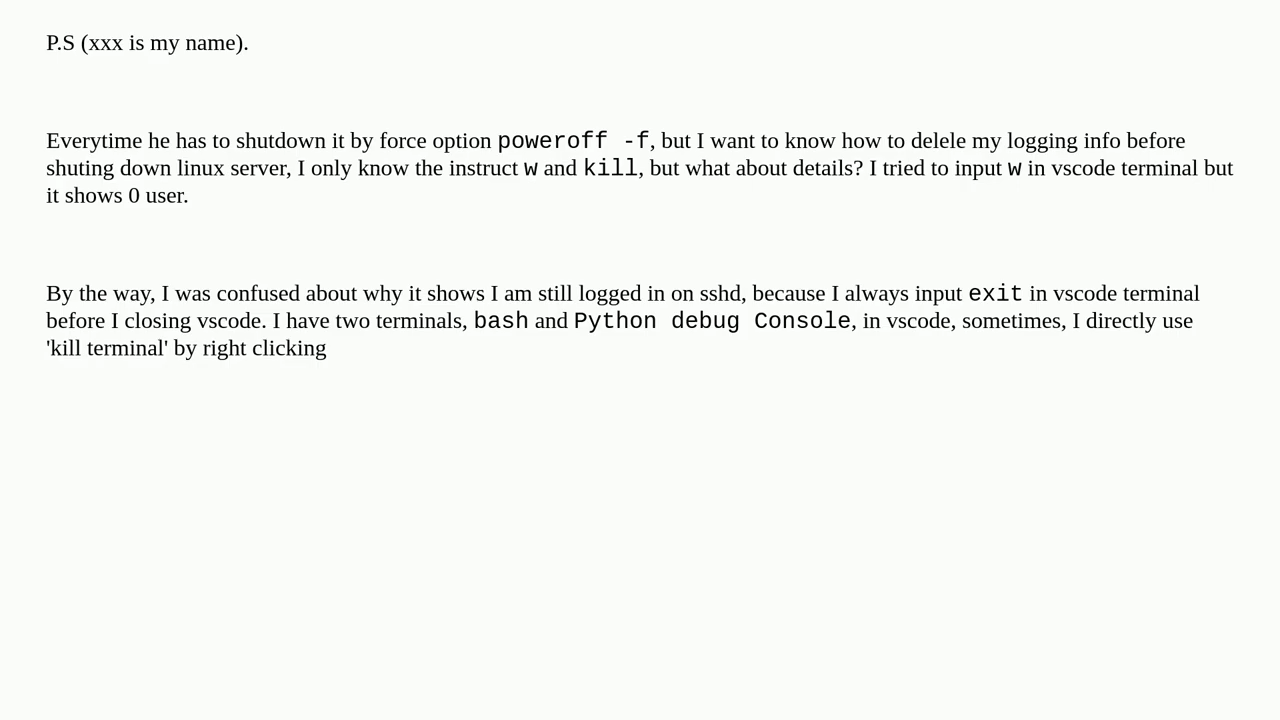 P.S (xxx is my name).
Everytime he has to shutdown it by force option poweroff -f, but I want to know how to delele my logging info before
shuting down linux server, I only know the instruct w and kill, but what about details? I tried to input w in vscode terminal but
it shows 0 user.
By the way, I was confused about why it shows I am still logged in on sshd, because I always input exit in vscode terminal
before I closing vscode. I have two terminals, bash and Python debug Console, in vscode, sometimes, I directly use
'kill terminal' by right clicking